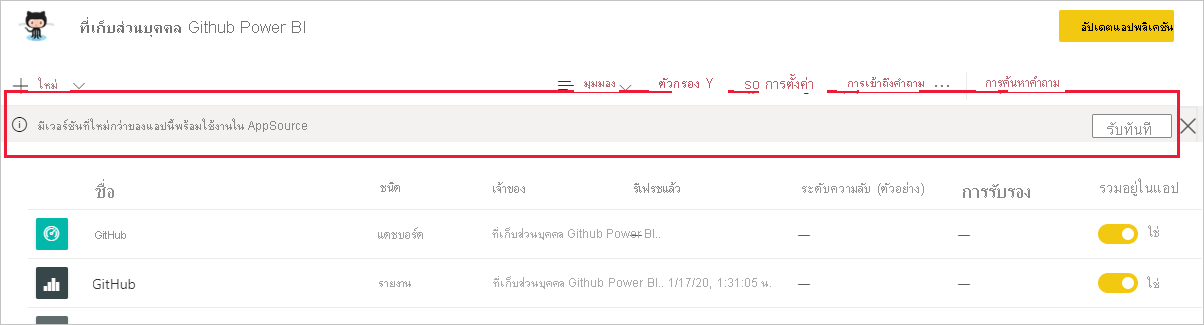 ที่เก็บส่วนบุคคล Github Power BI
อัปเดตแอปพลิเคชัน
ใหม่
มุมมอง ตัวกรอง Y so การตั้งค่า การเข้าถึงคำถาม ... การค้นหาคำถาม
มีเวอร์ชันที่ใหม่กว่าของแอปนี้พร้อมใช้งานใน AppSource
รับทันที
ชื่อ ชนิด เจ้าของ รีเฟรชแล้ว ระดับความลับ (ตัวอย่าง) การรับรอง รวมอยู่ในแอป
GitHub แดชบอร์ด ที่เก็บส่วนบุคคล Github Power BI.. — — — ใช่
GitHub รายงาน ที่เก็บส่วนบุคคล Github Power BI.. 1/17/20, 1:31:05 น. — — ใช่